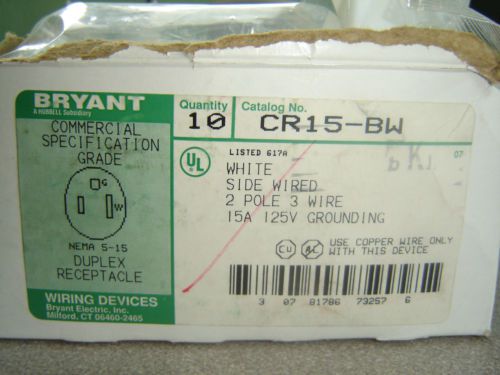 BRYANT
A HUBBELL Subsidiary
COMMERCIAL
SPECIFICATION
GRADE
G
W
NEMA 5-15
DUPLEX
RECEPTACLE
WIRING DEVICES
Bryant Electric, Inc.
Milford, CT 06460-2465
Quantity
10
Catalog No.
CR15-BW
UL
LISTED 617A
WHITE
SIDE WIRED
2 POLE 3 WIRE
15A 125V GROUNDING
CU
USE COPPER WIRE ONLY
WITH THIS DEVICE
3 07 81786 73257 6
07